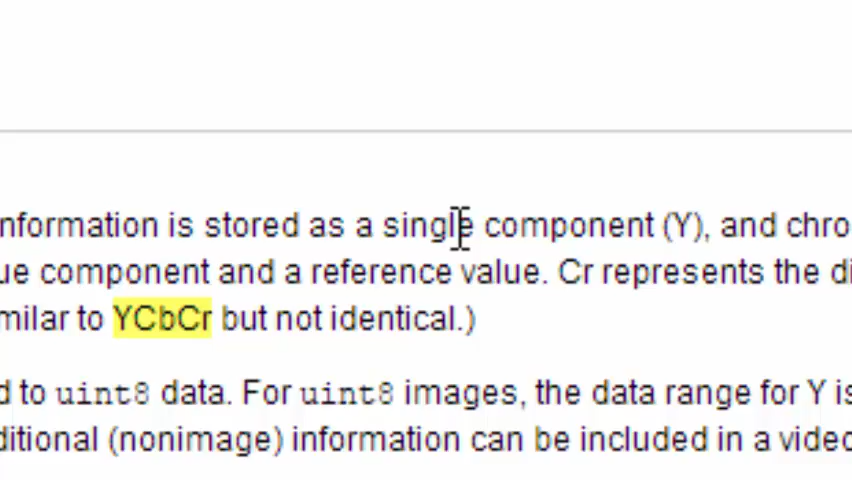 nformation is stored as a single component (Y), and chro
ue component and a reference value. Cr represents the di
milar to YCbCr but not identical.)
d to uint8 data. For uint8 images, the data range for Y is
ditional (nonimage) information can be included in a video